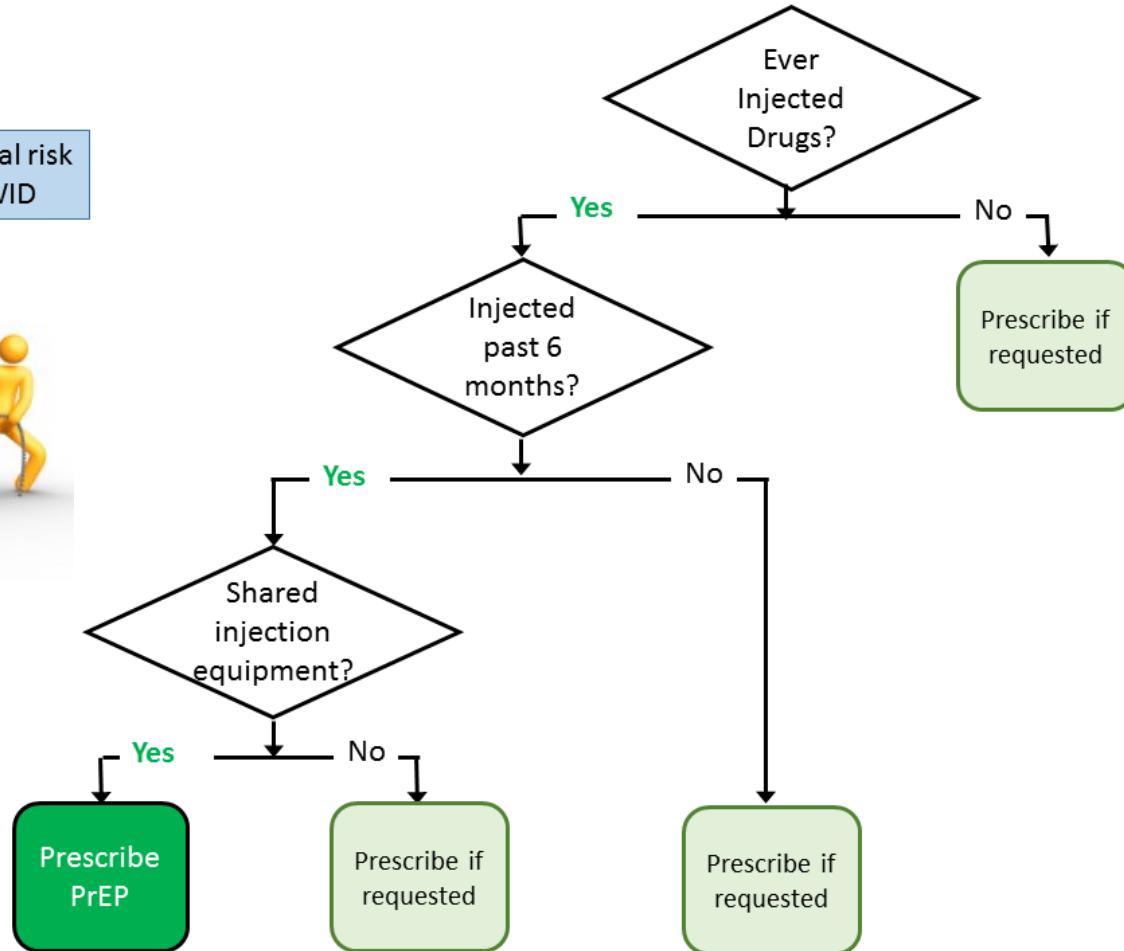 Ever
Injected
Drugs?
al risk
VID
Yes
No
Injected
past 6
months?
Prescribe if
requested
Yes
No
Shared
injection
equipment?
Yes
No
Prescribe
PrEP
Prescribe if
requested
Prescribe if
requested